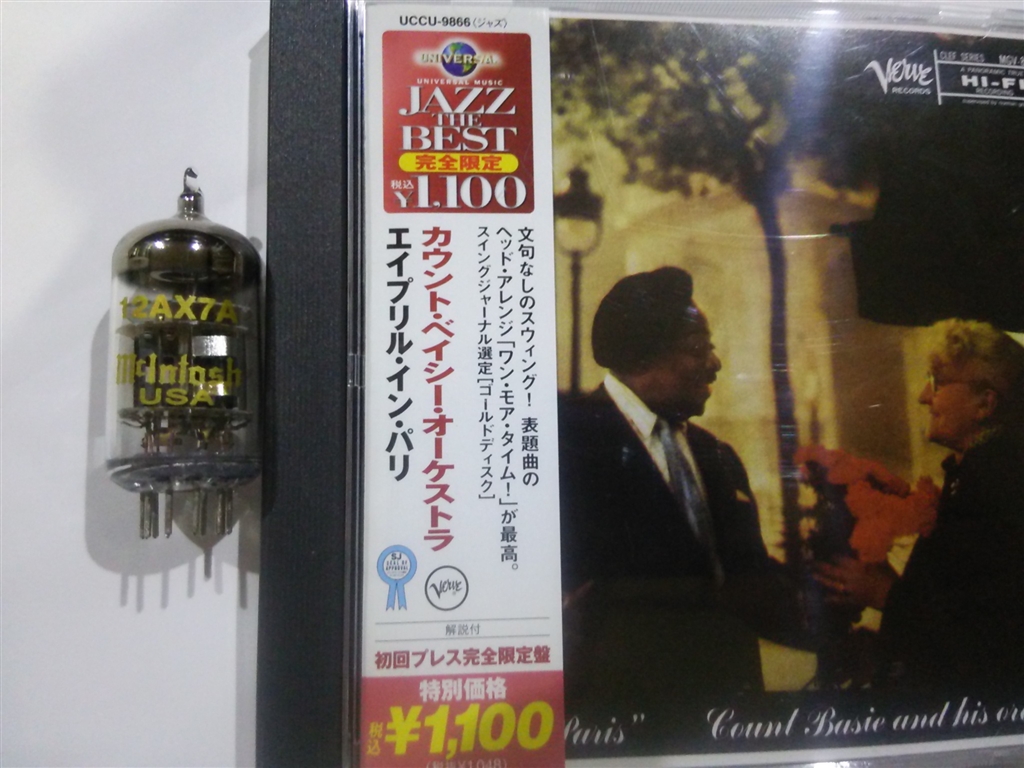 12AX7A
McIntosh
USA
UCCU-9866〈ジャズ〉
UNIVERSAL
UNIVERSAL MUSIC
JAZZ
THE
BEST
完全限定
税込
¥1,100
文句なしのスウィング! 表題曲の
ヘッド・アレンジ「ワン・モア・タイム!」が最高。
スイングジャーナル選定[ゴールドディスク]
カウント・ベイシー・オーケストラ
エイプリル・イン・パリ
SJ
Verve
解説付
初回プレス完全限定盤
特別価格
税込
¥1,100
Verve
RECORDS
CLEF SERIES
HI-F
RECORDING
Paris"
Count Basie and his